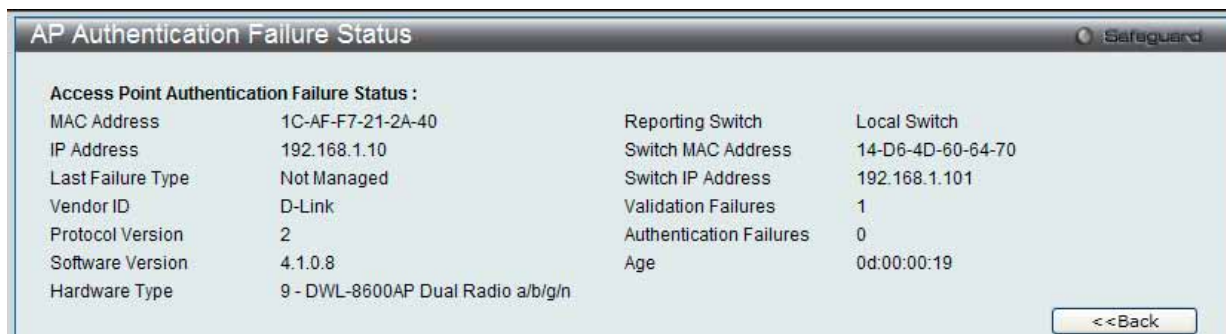 AP Authentication Failure Status
Safeguard
Access Point Authentication Failure Status :
MAC Address 1C-AF-F7-21-2A-40 Reporting Switch Local Switch
IP Address 192.168.1.10 Switch MAC Address 14-D6-4D-60-64-70
Last Failure Type Not Managed Switch IP Address 192.168.1.101
Vendor ID D-Link Validation Failures 1
Protocol Version 2 Authentication Failures 0
Software Version 4.1.0.8 Age 0d:00:00:19
Hardware Type 9 - DWL-8600AP Dual Radio a/b/g/n
<<Back